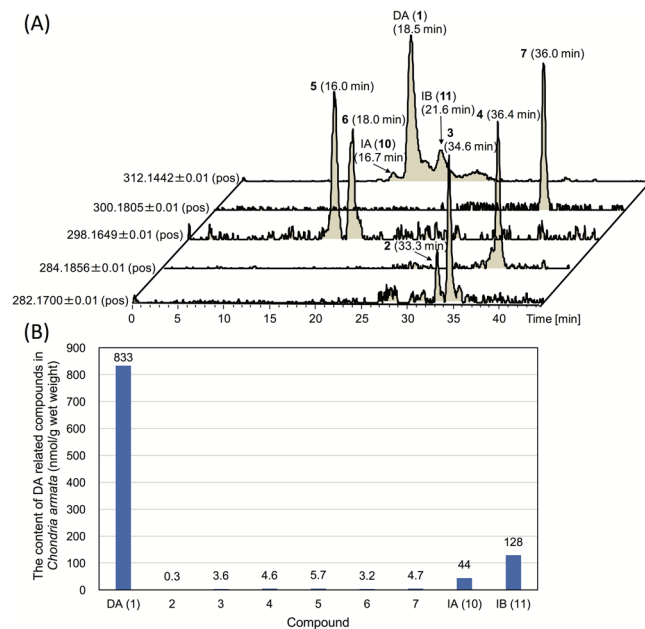 (A)
DA (1)
(18.5 min)
7 (36.0 min)
5 (16.0 min)
IB (11)
(21.6 min)
4 (36.4 min)
6 (18.0 min)
3
(34.6 min)
IA (10)
(16.7 min)
312.1442±0.01 (pos)
300.1805±0.01 (pos)
298.1649±0.01 (pos)
2 (33.3 min)
284.1856±0.01 (pos)
282.1700±0.01 (pos)
0 5 10 15 20 25 30 35 40 Time [min]
(B)
The content of DA related compounds in
Chondria armata (nmol/g wet weight)
900
800
700
600
500
400
300
200
100
0
833 0.3 3.6 4.6 5.7 3.2 4.7 44 128
DA (1) 2 3 4 5 6 7 IA (10) IB (11)
Compound